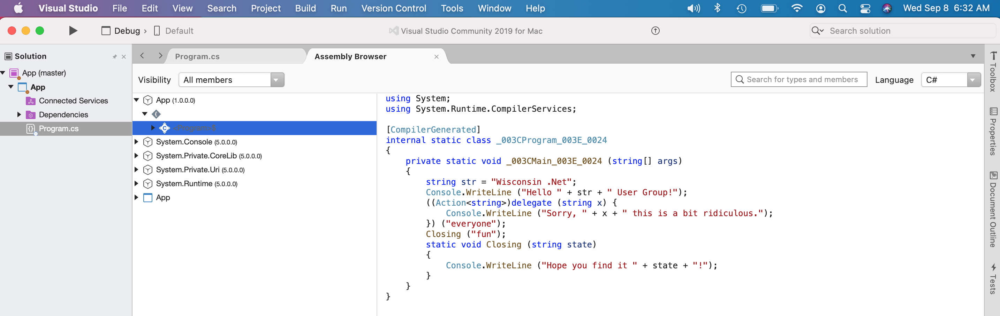 Visual Studio File Edit View Search Project Build Run Version Control Tools Window Help Wed Sep 8 6:32 AM
Debug › Default Visual Studio Community 2019 for Mac Search solution
Solution
App (master)
App
Connected Services
Dependencies
{} Program.cs
Program.cs Assembly Browser
Visibility All members Search for types and members Language C#
App (1.0.0.0)
{
C <Program>$
System.Console (5.0.0.0)
System.Private.CoreLib (5.0.0.0)
System.Private.Uri (5.0.0.0)
System.Runtime (5.0.0.0)
App
using System;
using System.Runtime.CompilerServices;
[CompilerGenerated]
internal static class _003CProgram_003E_0024
{
private static void _003CMain_003E_0024 (string[] args)
{
string str = "Wisconsin .Net";
Console.WriteLine ("Hello " + str + " User Group!");
((Action<string>)delegate (string x) {
Console.WriteLine ("Sorry, " + x + " this is a bit ridiculous.");
}) ("everyone");
Closing ("fun");
static void Closing (string state)
{
Console.WriteLine ("Hope you find it " + state + "!");
}
}
}
Toolbox
Properties
Document Outline
Tests